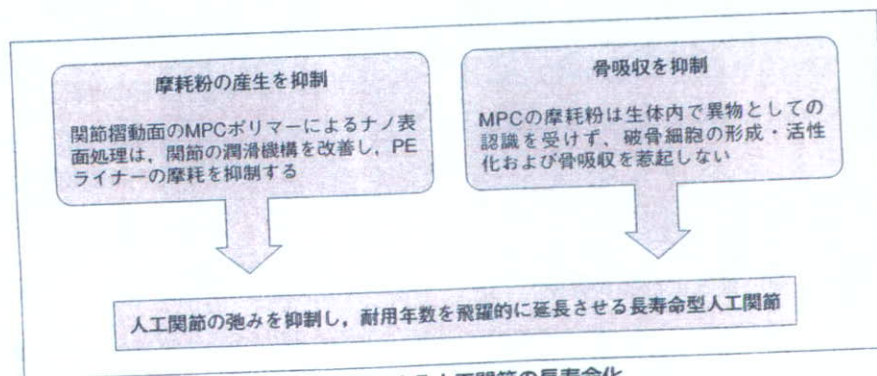 摩耗粉の産生を抑制
関節摺動面のMPCポリマーによるナノ表
面処理は，関節の潤滑機構を改善し，PE
ライナーの摩耗を抑制する
骨吸収を抑制
MPCの摩耗粉は生体内で異物としての
認識を受けず，破骨細胞の形成・活性
化および骨吸収を惹起しない
人工関節の弛みを抑制し，耐用年数を飛躍的に延長させる長寿命型人工関節
人工関節の長寿命化